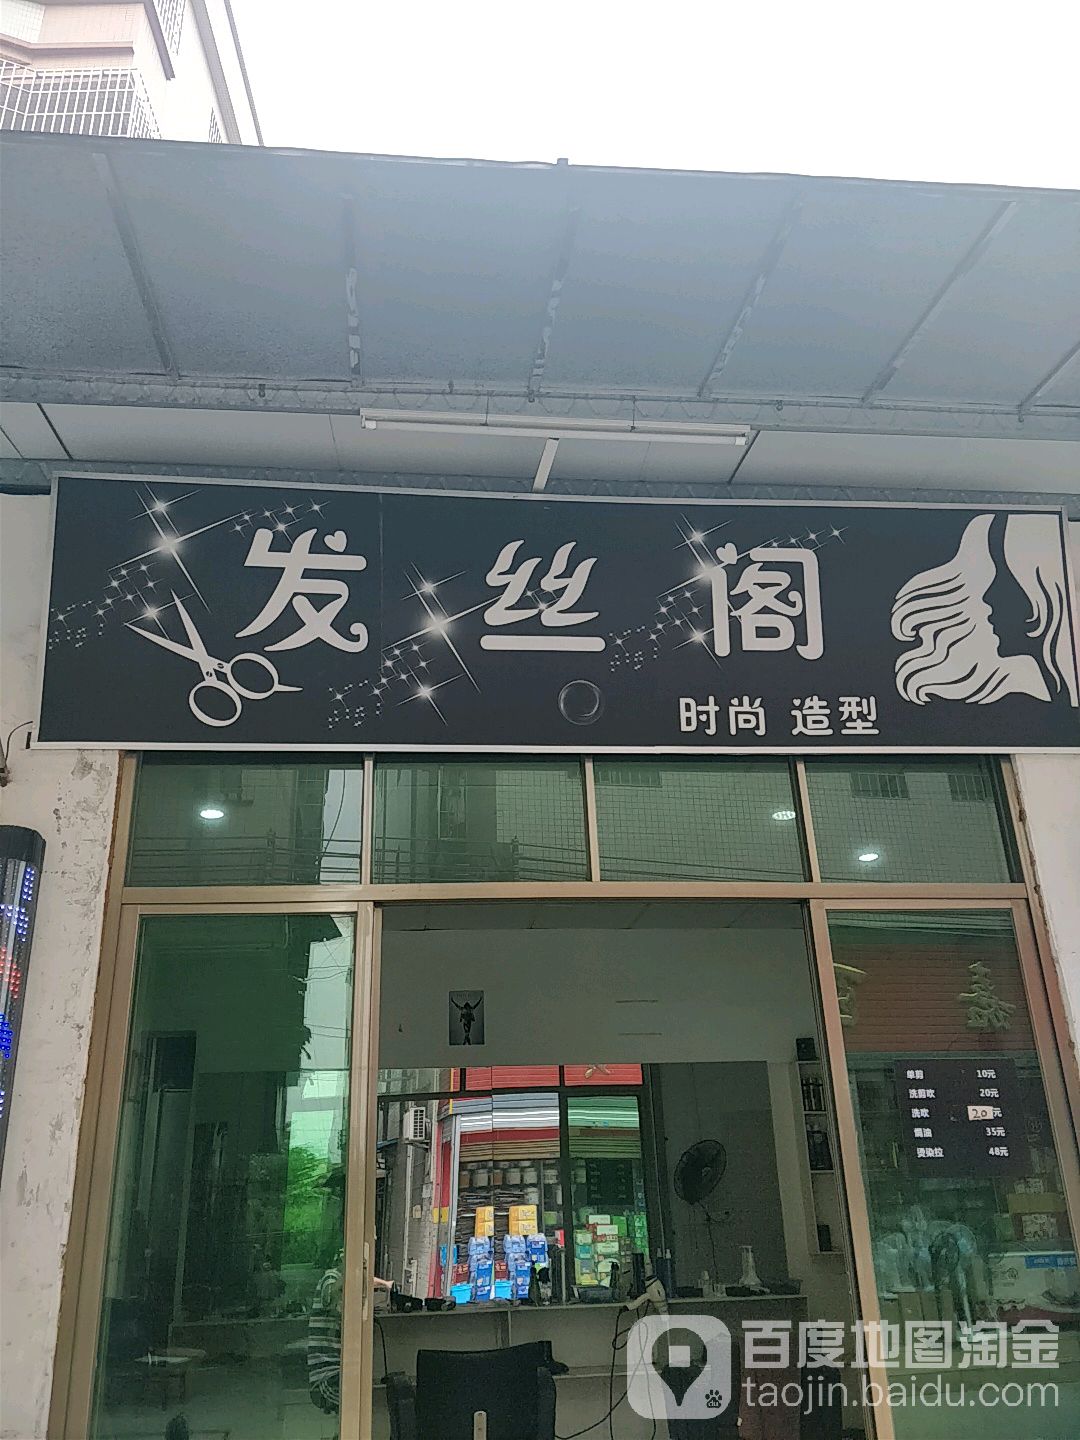 发丝阁
时尚 造型
单剪 10元
洗剪吹 20元
洗吹 20元
焗油 35元
烫染拉 48元
百度地图淘金
taojin.baidu.com